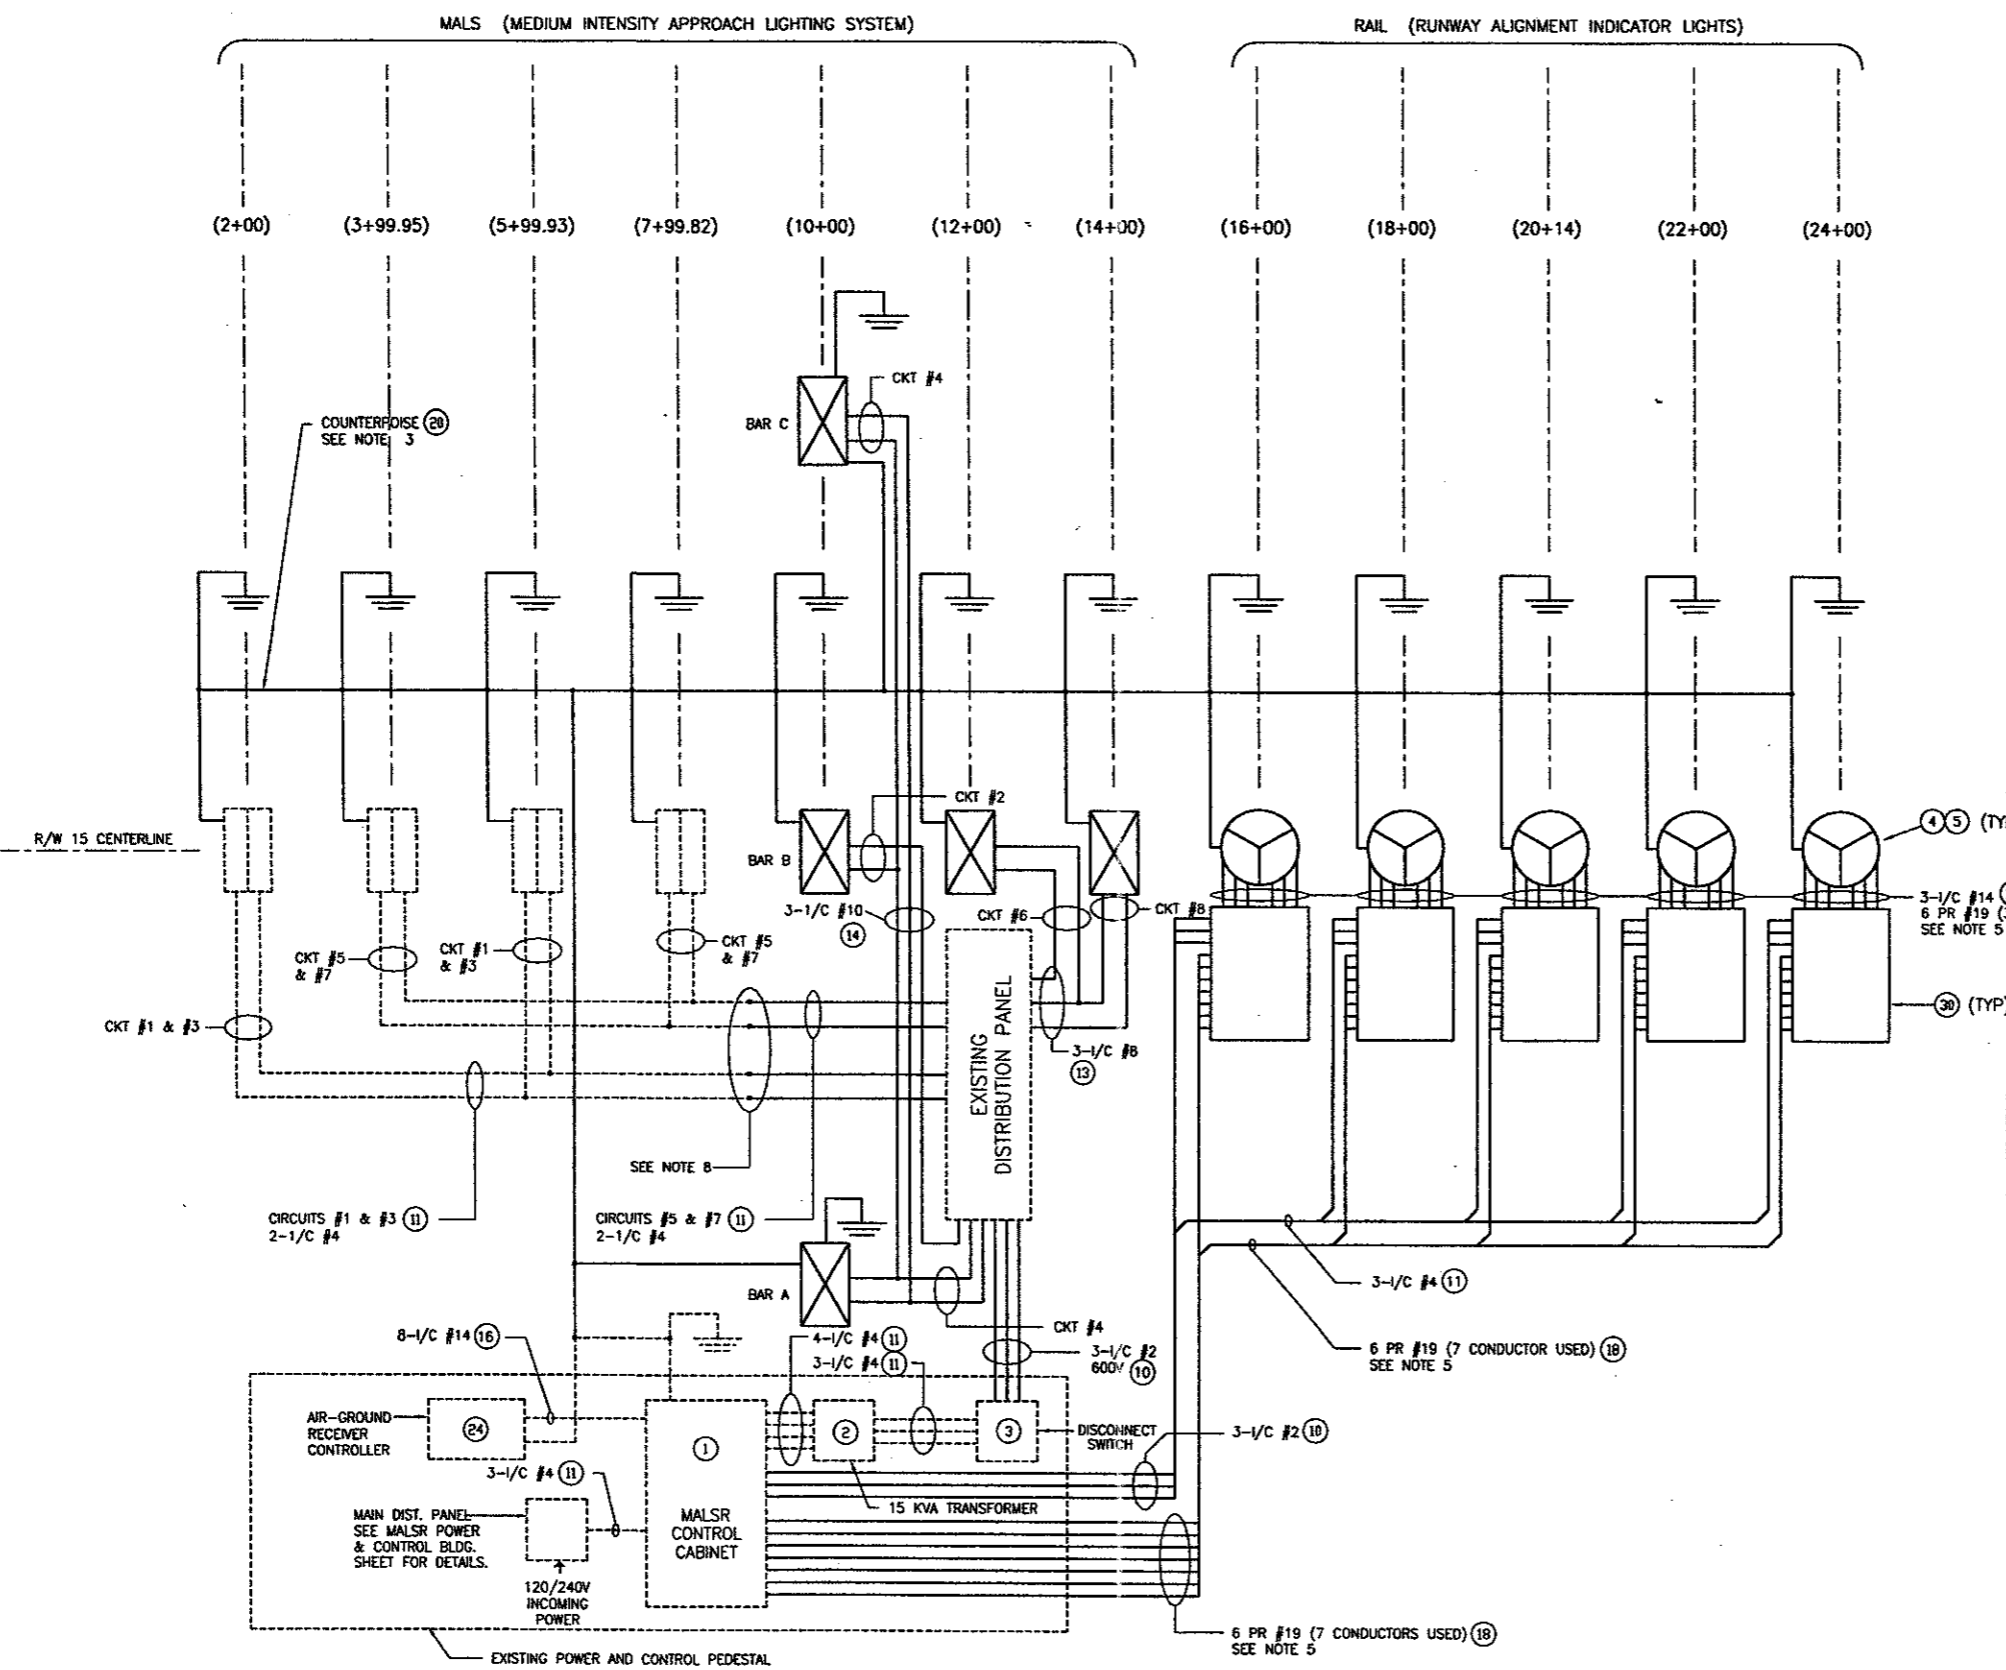 MALS (MEDIUM INTENSITY APPROACH LIGHTING SYSTEM)
RAIL (RUNWAY ALIGNMENT INDICATOR LIGHTS)
(2+00)
(3+99.95)
(5+99.93)
(7+99.82)
(10+00)
(12+00)
(14+00)
(16+00)
(18+00)
(20+14)
(22+00)
(24+00)
CKT #4
BAR C
COUNTERPOISE 20
SEE NOTE 3
CKT #2
R/W 15 CENTERLINE
BAR B
4 5
3-1/C #10
14
CKT #6
CKT #8
3-1/C #14
6 PR #19
SEE NOTE 5
CKT #5
& #7
CKT #1
& #3
CKT #5
& #7
30 (TYP)
CKT #1 & #3
EXISTING
DISTRIBUTION PANEL
3-1/C #8
13
SEE NOTE 8
CIRCUITS #1 & #3 11
2-1/C #4
CIRCUITS #5 & #7 11
2-1/C #4
BAR A
3-1/C #4 11
CKT #4
8-1/C #14 16
4-1/C #4 11
3-1/C #4 11
3-1/C #2
600V 10
6 PR #19 (7 CONDUCTOR USED) 18
SEE NOTE 5
AIR-GROUND
RECEIVER
CONTROLLER
24
1
2
3
DISCONNECT
SWITCH
3-1/C #2 10
3-1/C #4 11
15 KVA TRANSFORMER
MAIN DIST. PANEL
SEE MALSR POWER
& CONTROL BLDG.
SHEET FOR DETAILS.
MALSR
CONTROL
CABINET
120/240V
INCOMING
POWER
6 PR #19 (7 CONDUCTORS USED) 18
SEE NOTE 5
EXISTING POWER AND CONTROL PEDESTAL